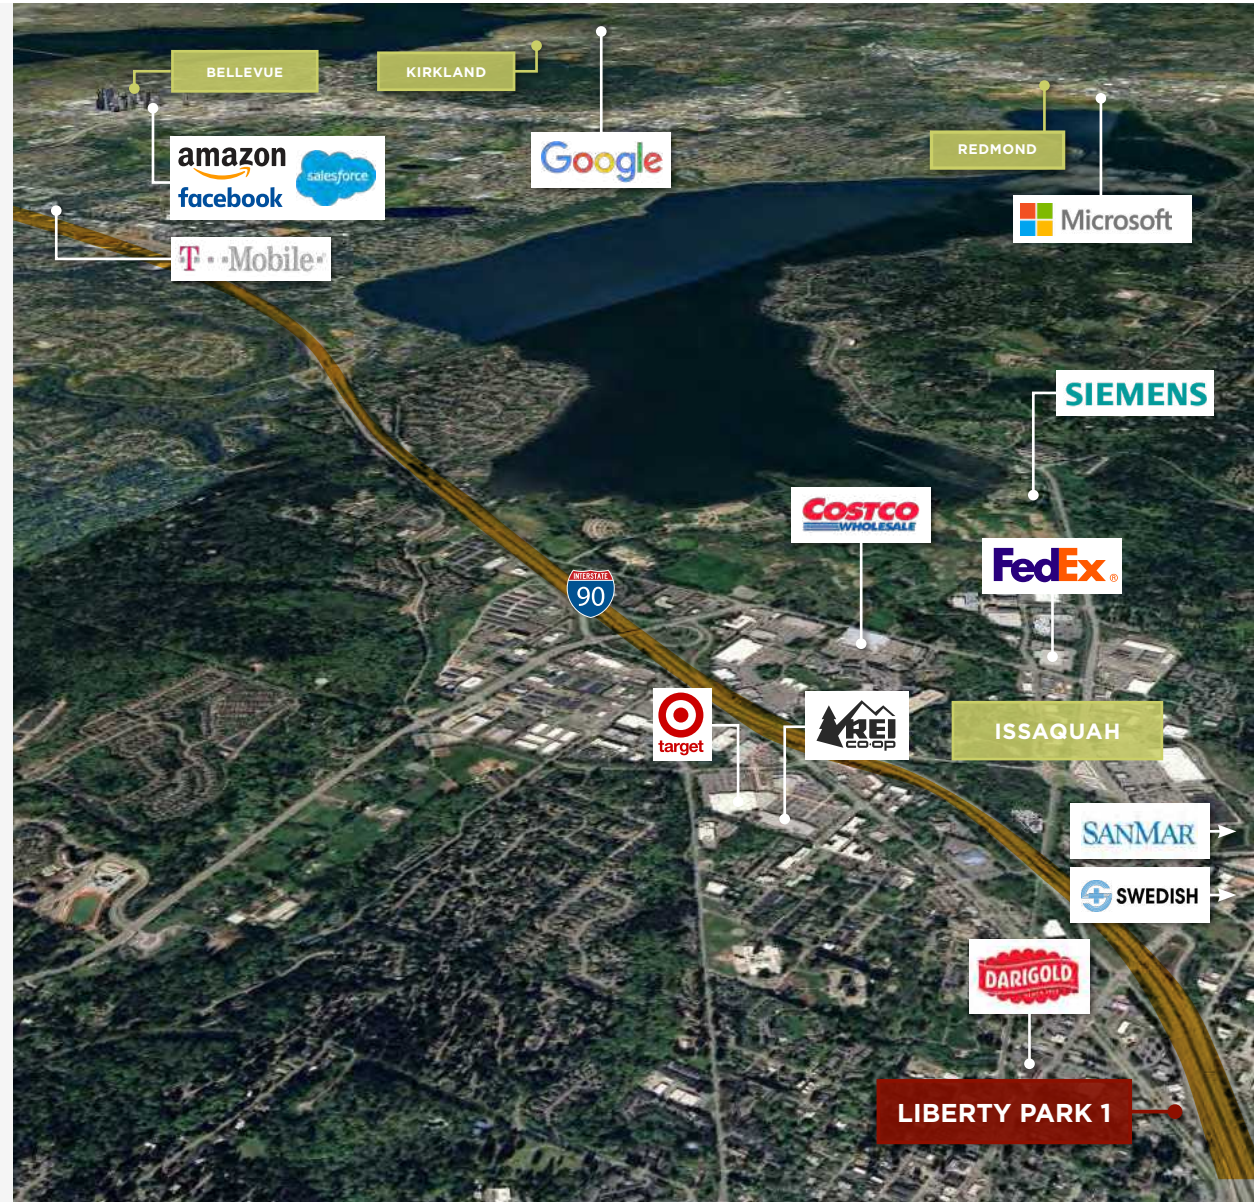 BELLEVUE
KIRKLAND
amazon
salesforce
facebook
Google
REDMOND
Microsoft
T··Mobile·
SIEMENS
COSTCO
WHOLESALE
FedEx®
INTERSTATE
90
target
REI
CO·OP
ISSAQUAH
SANMAR
SWEDISH
DARIGOLD
LIBERTY PARK 1